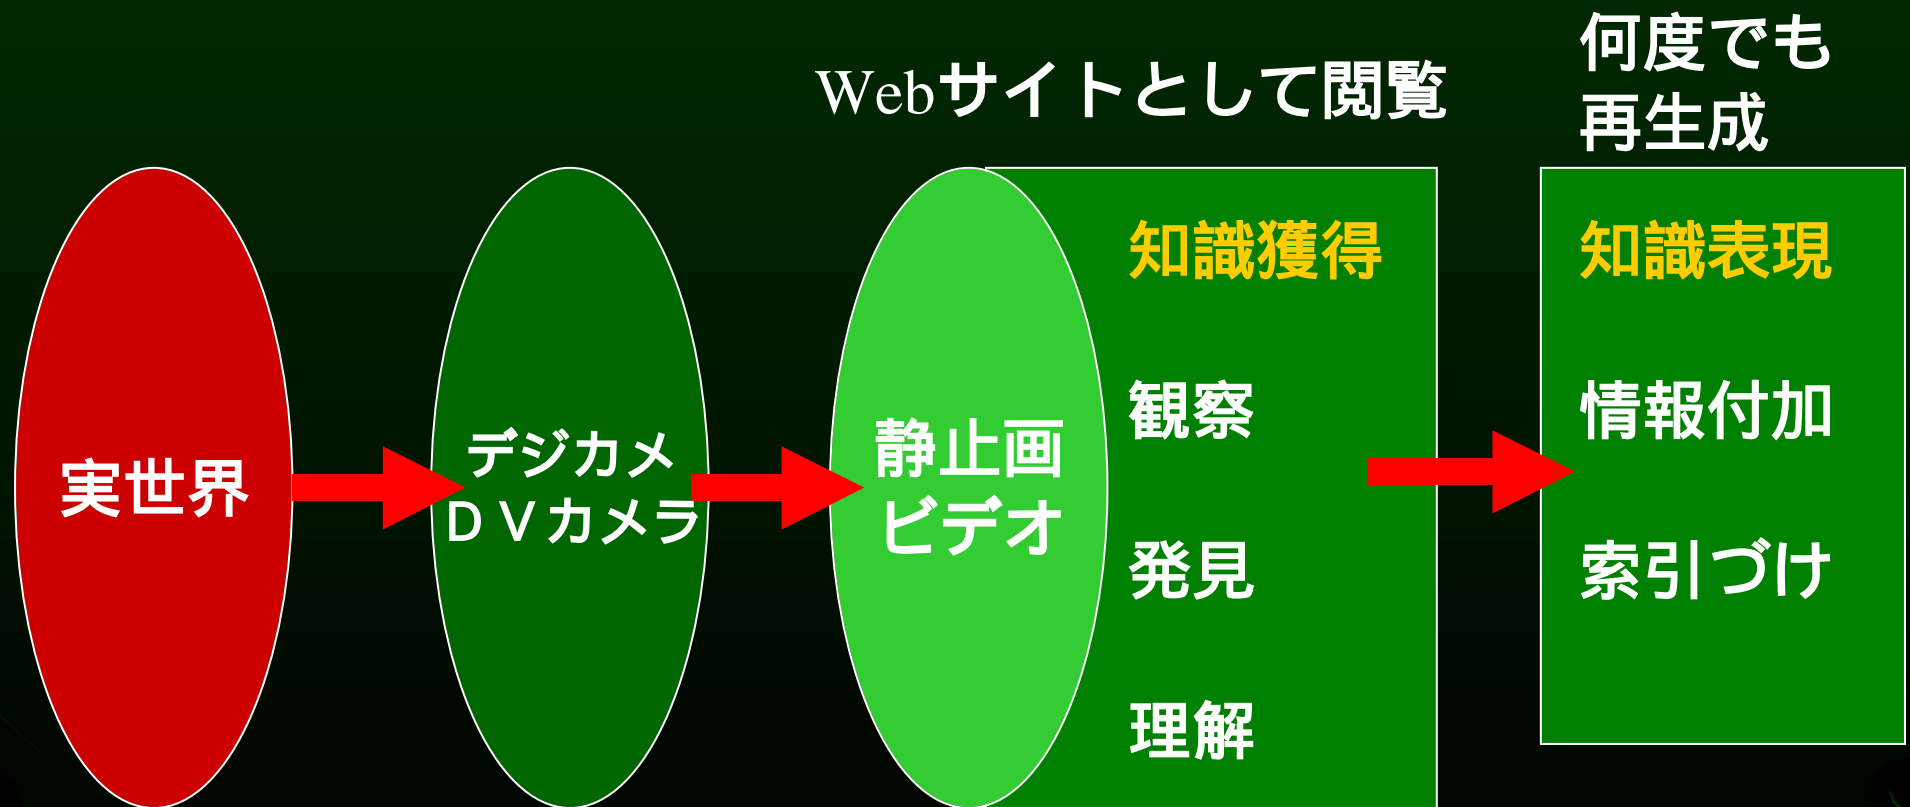 何度でも
再生成
Webサイトとして閲覧
実世界
デジカメ
ＤＶカメラ
静止画
ビデオ
知識獲得
観察
発見
理解
知識表現
情報付加
索引づけ